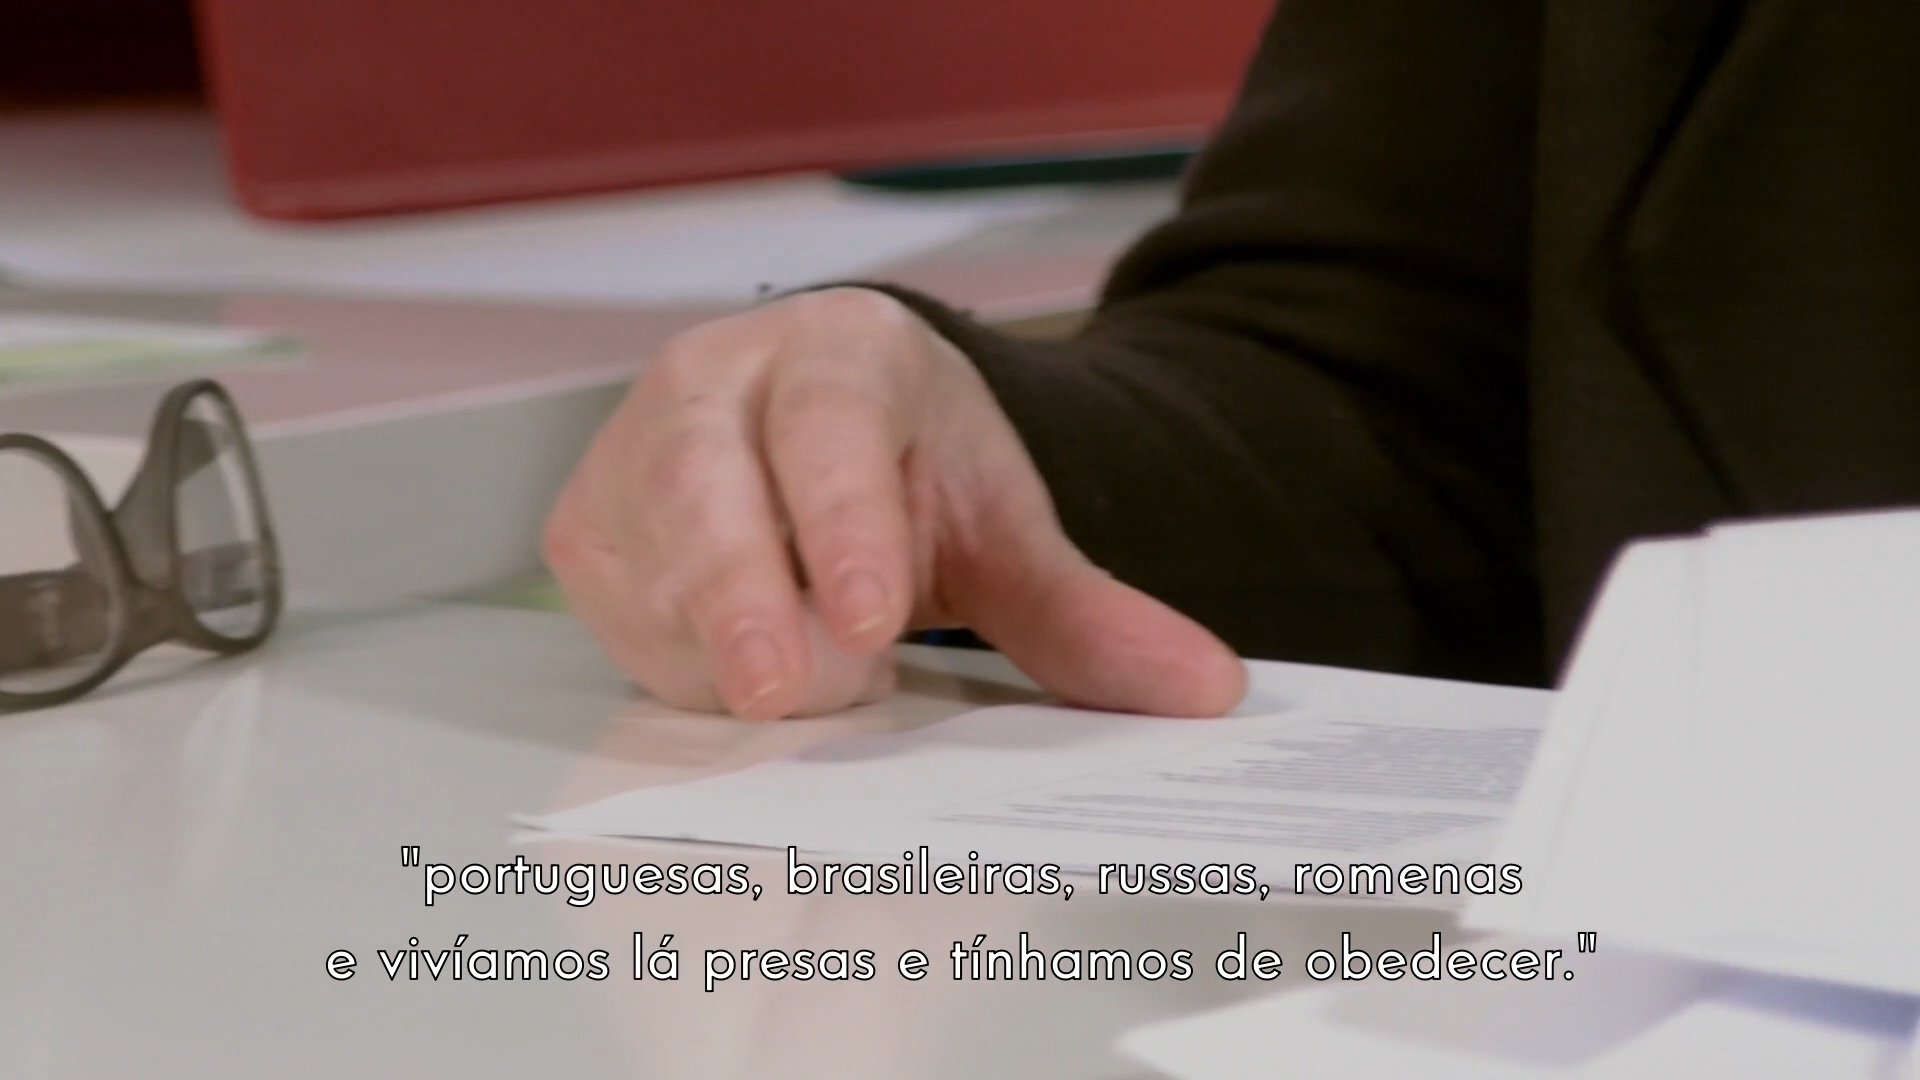 "portuguesas, brasileiras, russas, romenas
e vivíamos lá presas e tínhamos de obedecer."